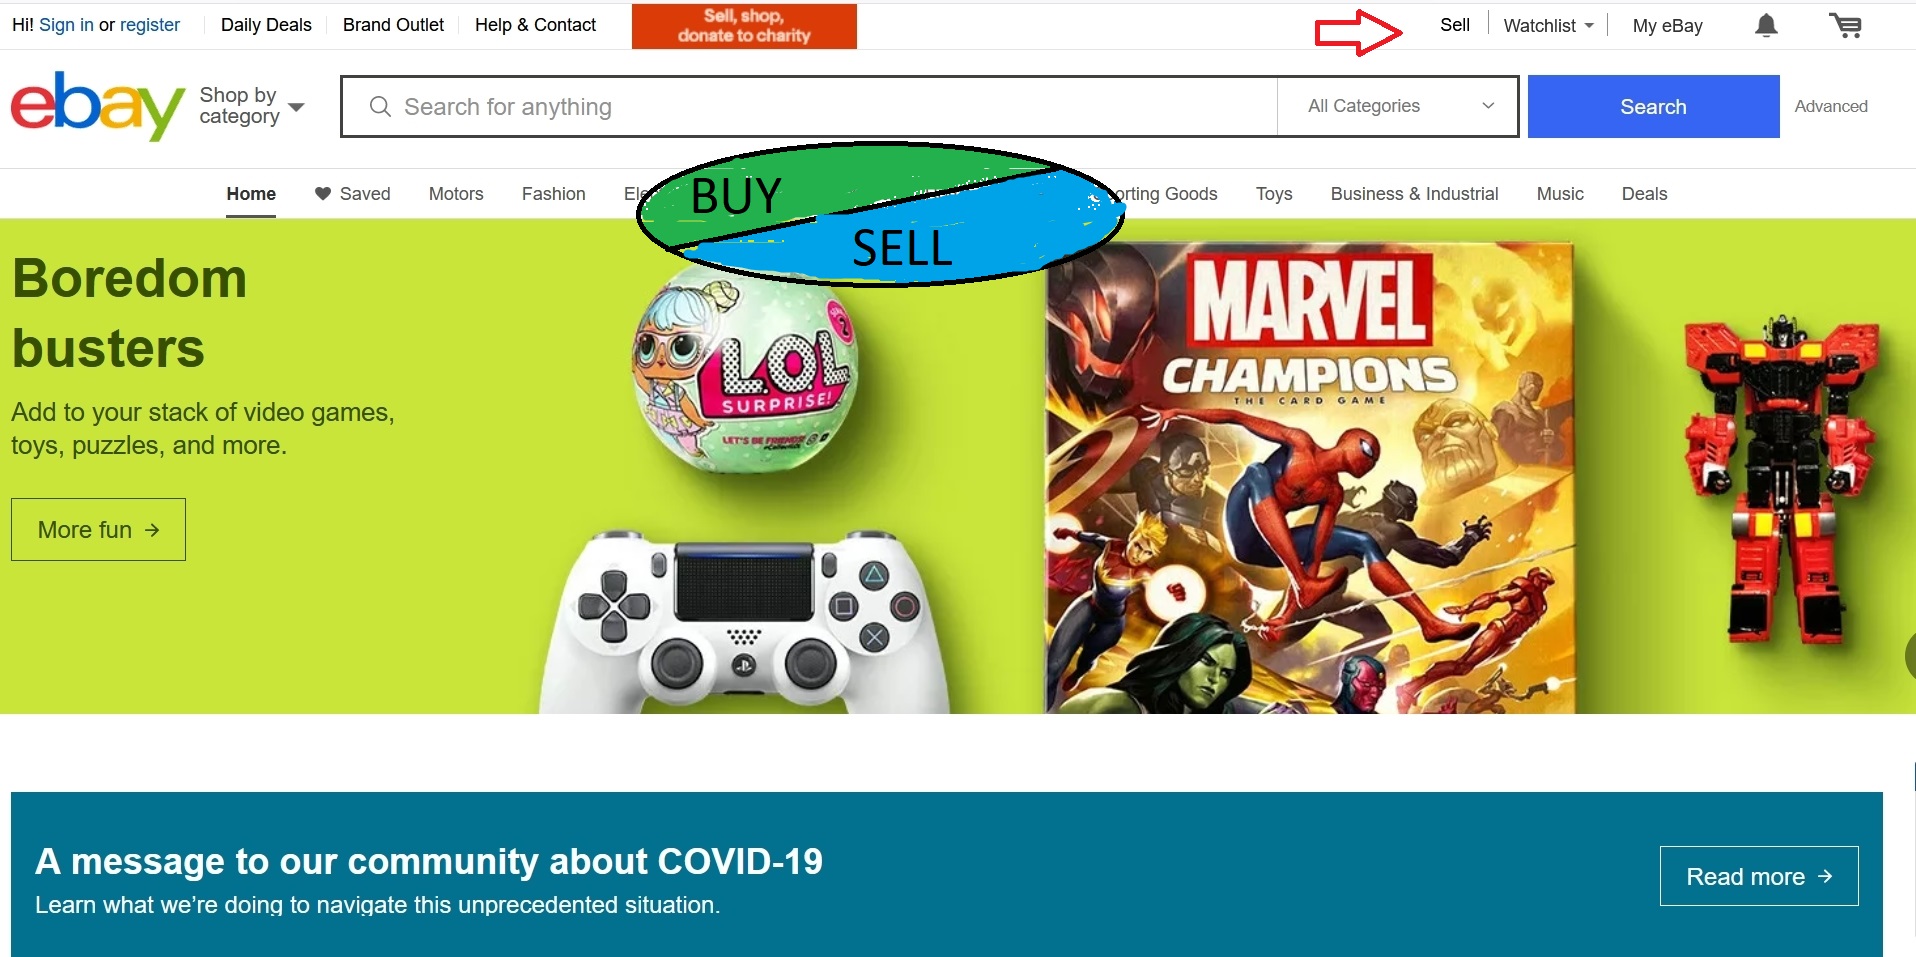 Hi! Sign in or register
Daily Deals
Brand Outlet
Help & Contact
Sell, shop,
donate to charity
Sell
Watchlist
My eBay
ebay
Shop by
category
Search for anything
All Categories
Search
Advanced
Home
Saved
Motors
Fashion
Ele
BUY
SELL
orting Goods
Toys
Business & Industrial
Music
Deals
Boredom
busters
Add to your stack of video games,
toys, puzzles, and more.
More fun →
L.O.L
SURPRISE!
LET'S BE FRIENDS!
SERIES
2
MARVEL
CHAMPIONS
THE CARD GAME
A message to our community about COVID-19
Learn what we’re doing to navigate this unprecedented situation.
Read more →